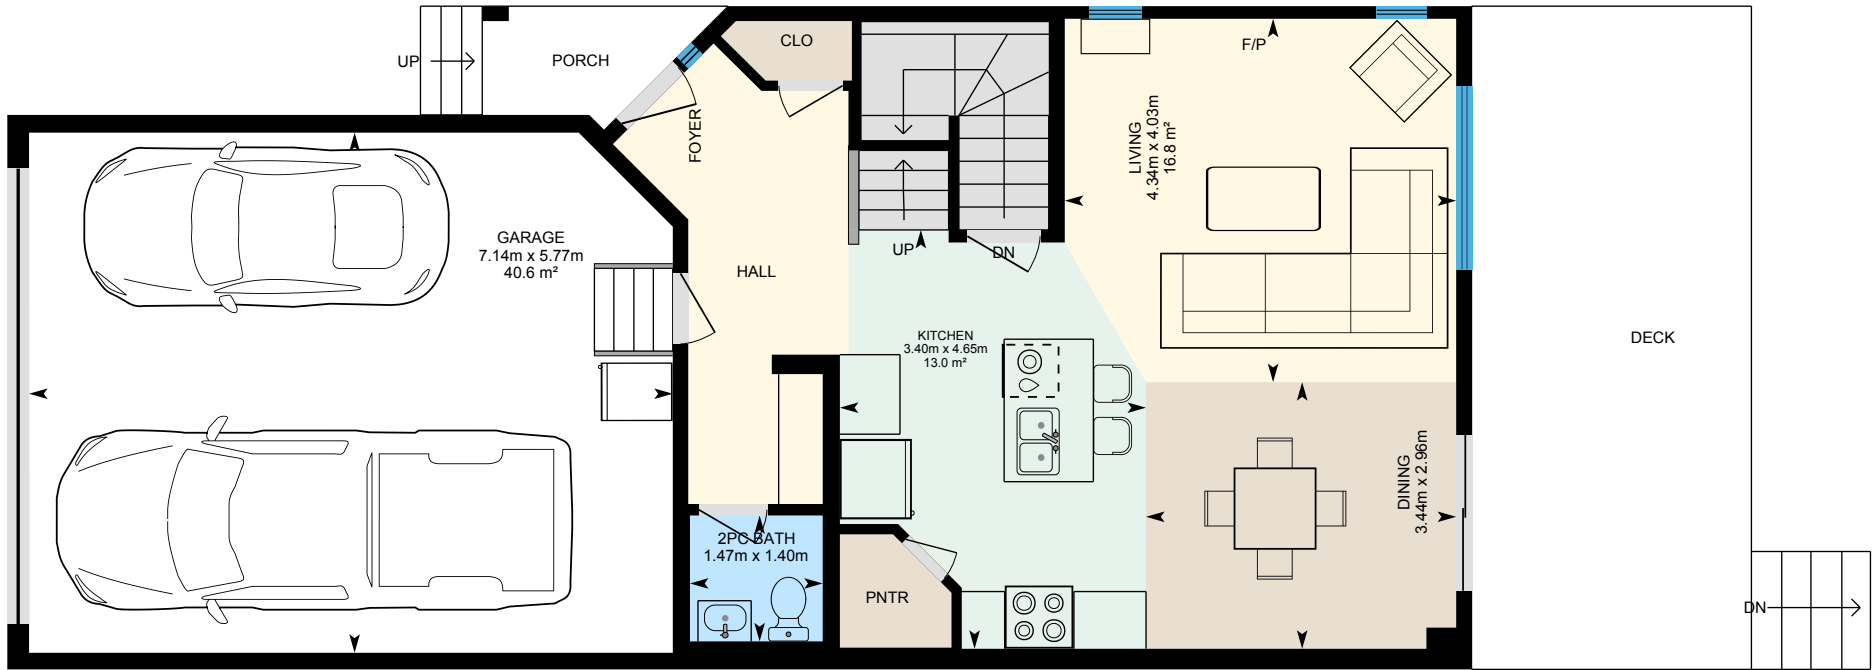 UP
PORCH
CLO
FOYER
F/P
LIVING
4.34m x 4.03m
16.8 m²
GARAGE
7.14m x 5.77m
40.6 m²
HALL
UP
DN
KITCHEN
3.40m x 4.65m
13.0 m²
DECK
DINING
3.44m x 2.96m
2PC BATH
1.47m x 1.40m
PNTR
DN